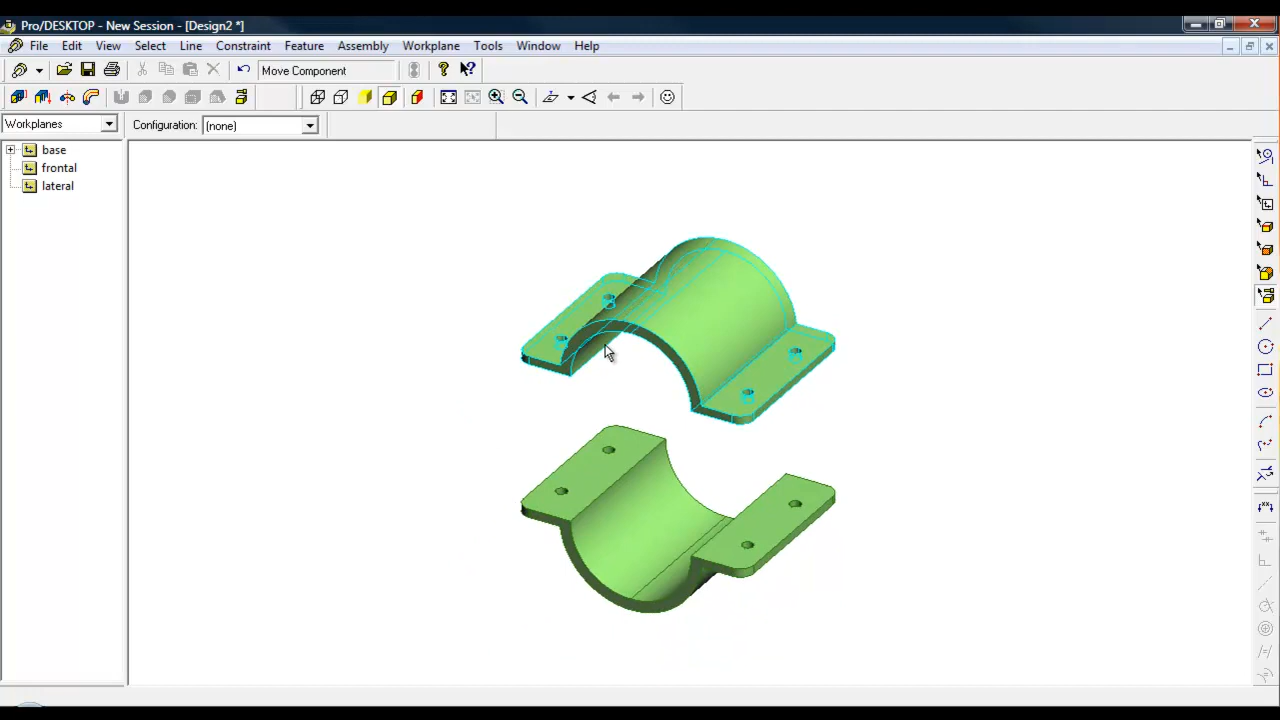 Pro/DESKTOP - New Session - [Design2 *]
File Edit View Select Line Constraint Feature Assembly Workplane Tools Window Help
Move Component
Workplanes Configuration: (none)
base
frontal
lateral